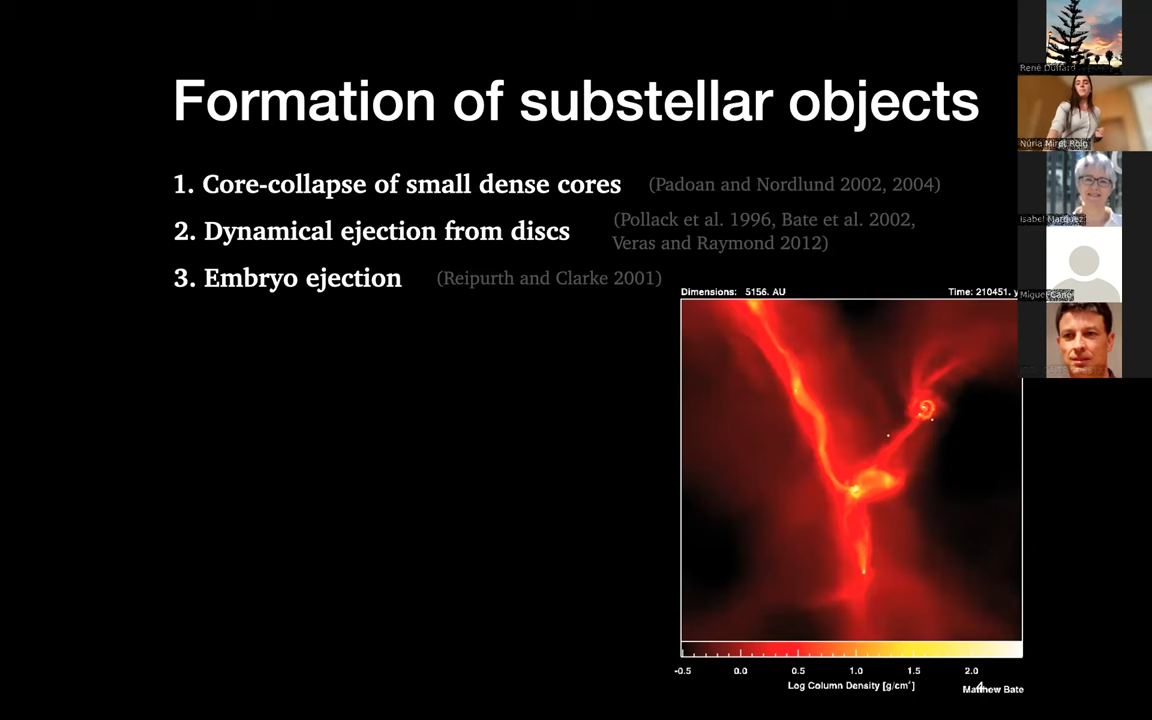 Formation of substellar objects
1. Core-collapse of small dense cores (Padoan and Nordlund 2002, 2004)
2. Dynamical ejection from discs (Pollack et al. 1996, Bate et al. 2002,
Veras and Raymond 2012)
3. Embryo ejection (Reipurth and Clarke 2001)
Dimensions: 5156. AU Time: 210451. y
-0.5 0.0 0.5 1.0 1.5 2.0
Log Column Density [g/cm²]
Matthew Bate
4
René Duffard
Núria Miret Roig
Isabel Márquez
Miguel Cano